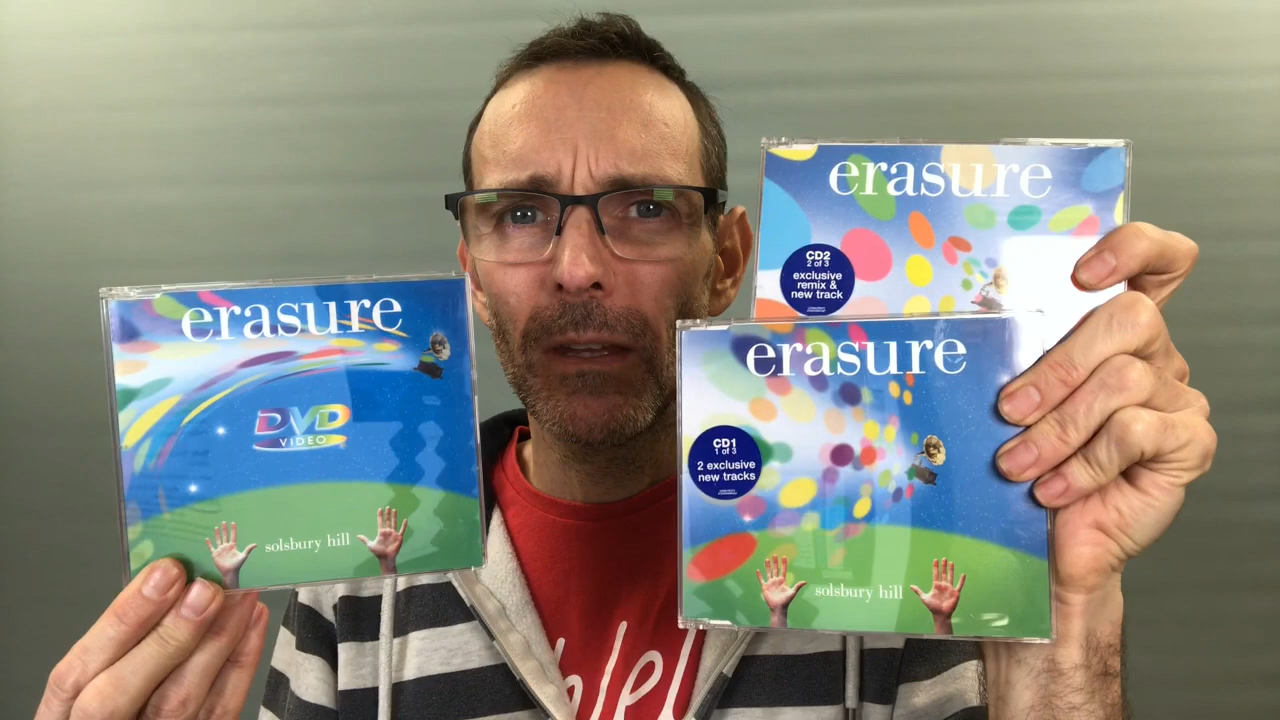 erasure
DVD
VIDEO
solsbury hill
erasure
CD2
2 of 3
exclusive
remix &
new track
erasure
CD1
1 of 3
2 exclusive
new tracks
solsbury hill